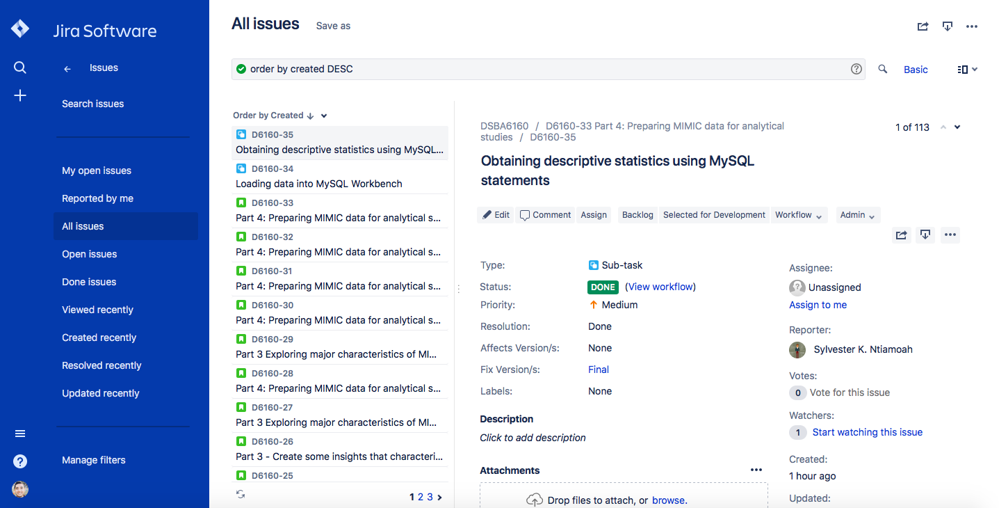 Jira Software
Issues
Search issues
My open issues
Reported by me
All issues
Open issues
Done issues
Viewed recently
Created recently
Resolved recently
Updated recently
Manage filters
All issues
Save as
order by created DESC
Basic
Order by Created
D6160-35
Obtaining descriptive statistics using MySQL...
D6160-34
Loading data into MySQL Workbench
D6160-33
Part 4: Preparing MIMIC data for analytical s...
D6160-32
Part 4: Preparing MIMIC data for analytical s...
D6160-31
Part 4: Preparing MIMIC data for analytical s...
D6160-30
Part 4: Preparing MIMIC data for analytical s...
D6160-29
Part 3 Exploring major characteristics of MI...
D6160-28
Part 4: Preparing MIMIC data for analytical s...
D6160-27
Part 3 Exploring major characteristics of MI...
D6160-26
Part 3 - Create some insights that characteri...
D6160-25
1 2 3
DSBA6160 / D6160-33 Part 4: Preparing MIMIC data for analytical
studies / D6160-35
1 of 113
Obtaining descriptive statistics using MySQL
statements
Edit Comment Assign Backlog Selected for Development Workflow Admin
Type: Sub-task
Status: DONE (View workflow)
Priority: Medium
Resolution: Done
Affects Version/s: None
Fix Version/s: Final
Labels: None
Description
Click to add description
Attachments
Drop files to attach, or browse.
Assignee:
Unassigned
Assign to me
Reporter:
Sylvester K. Ntiamoah
Votes:
0 Vote for this issue
Watchers:
1 Start watching this issue
Created:
1 hour ago
Updated: